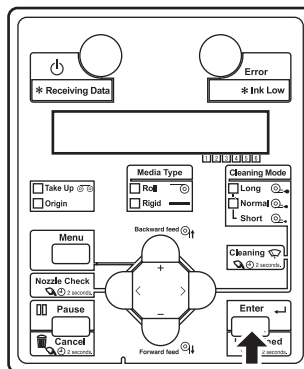 Error
* Receiving Data
* Ink Low
1 2 3 4 5 6
Media Type
Cleaning Mode
Take Up
Roll
Long
Origin
Rigid
Normal
Short
Menu
Backward feed
Cleaning
2 seconds.
+
Nozzle Check
2 seconds.
< >
Pause
Enter
−
Cancel
2 seconds.
Forward feed
2 seconds.